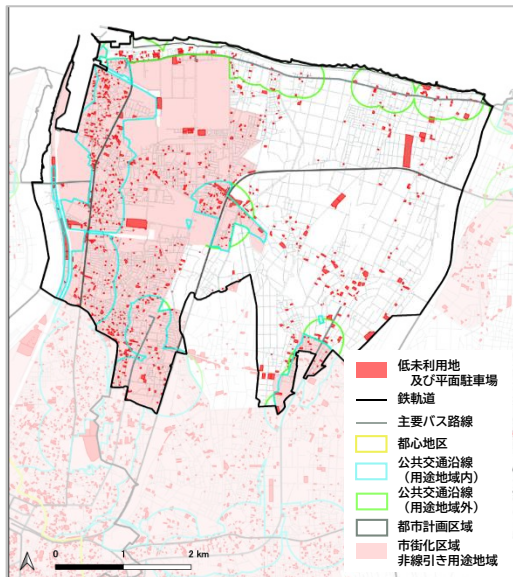 低未利用地
及び平面駐車場
鉄軌道
主要バス路線
都心地区
公共交通沿線
（用途地域内）
公共交通沿線
（用途地域外）
都市計画区域
市街化区域
非線引き用途地域
0 1 2 km